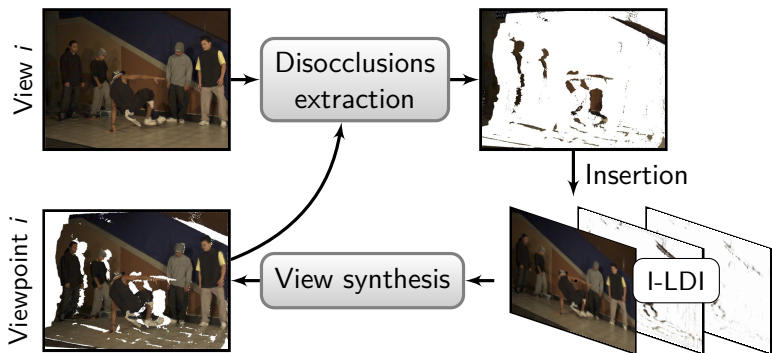 View i
Disocclusions
extraction
Insertion
Viewpoint i
View synthesis
I-LDI